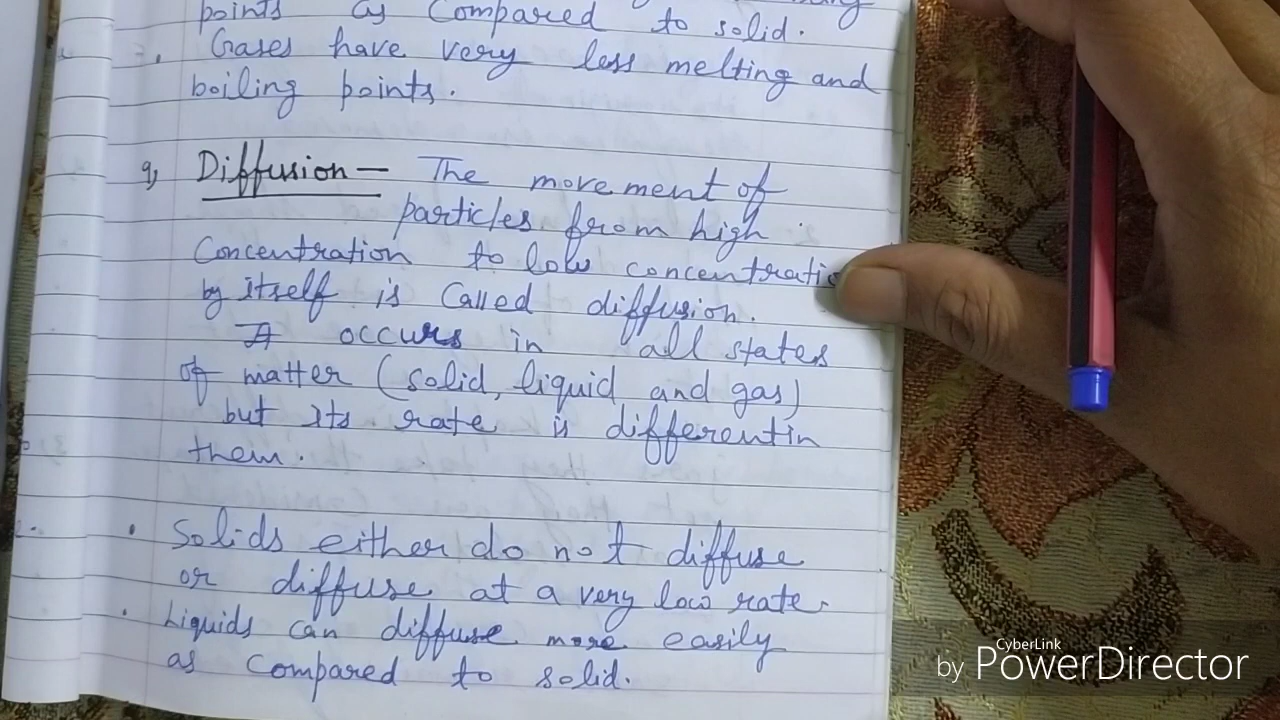 points as compared to solid.
Gases have very less melting and
boiling points.
9, Diffusion — The movement of
particles from high
concentration to low concentratio
by itself is called diffusion.
It occurs in all states
of matter (solid, liquid and gas)
but its rate is differentin
them.
• Solids either do not diffuse
or diffuse at a very low rate.
• Liquids can diffuse more easily
as compared to solid.
CyberLink
by PowerDirector